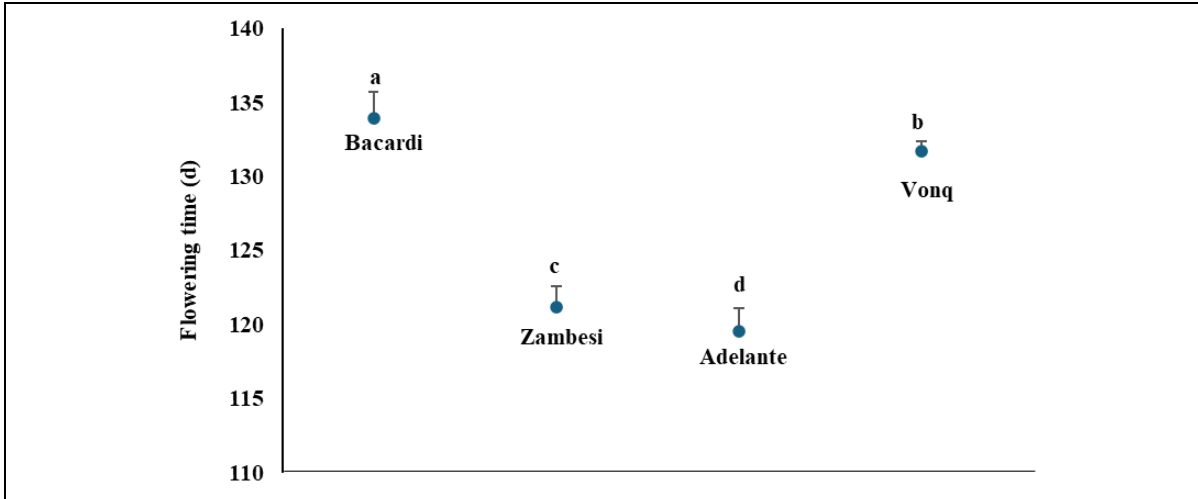 140
a
135
Bacardi
b
130
Vonq
125
c
d
120
Zambesi
Adelante
115
110
Flowering time (d)